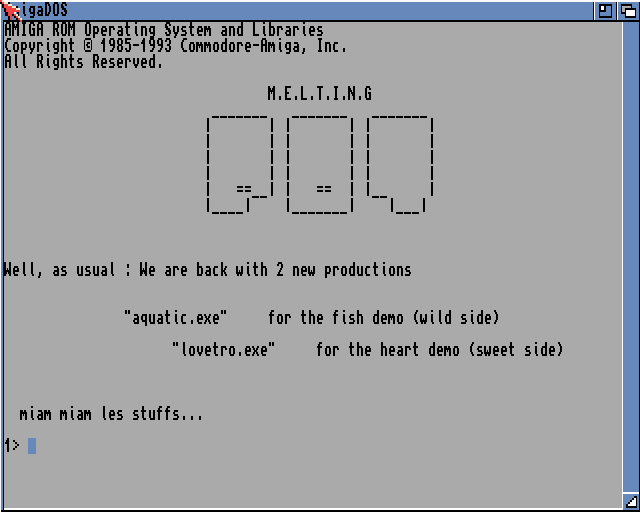 AmigaDOS
AMIGA ROM Operating System and Libraries
Copyright © 1985-1993 Commodore-Amiga, Inc.
All Rights Reserved.
M.E.L.T.I.N.G
Well, as usual : We are back with 2 new productions
"aquatic.exe" for the fish demo (wild side)
"lovetro.exe" for the heart demo (sweet side)
miam miam les stuffs...
1>